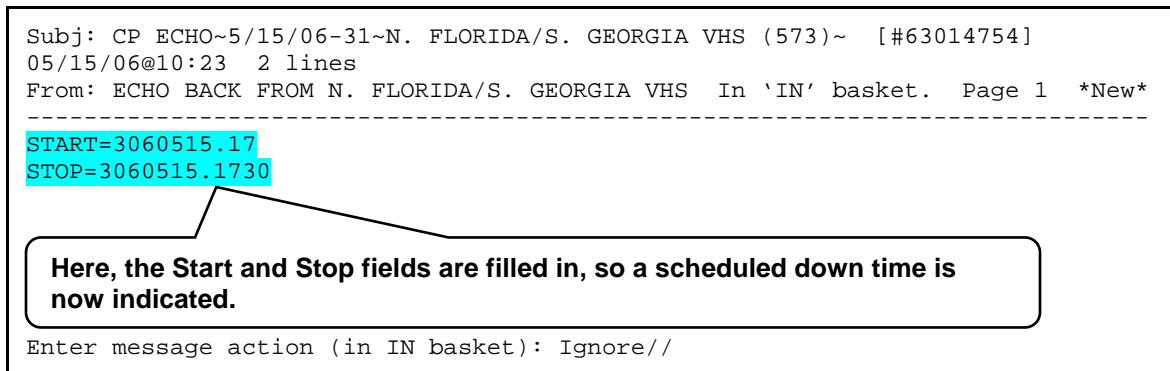 Subj: CP ECHO~5/15/06-31~N. FLORIDA/S. GEORGIA VHS (573)~  [#63014754]
05/15/06@10:23  2 lines
From: ECHO BACK FROM N. FLORIDA/S. GEORGIA VHS  In ‘IN’ basket.  Page 1  *New*
-------------------------------------------------------------------------------
START=3060515.17
STOP=3060515.1730
Here, the Start and Stop fields are filled in, so a scheduled down time is
now indicated.
Enter message action (in IN basket): Ignore//